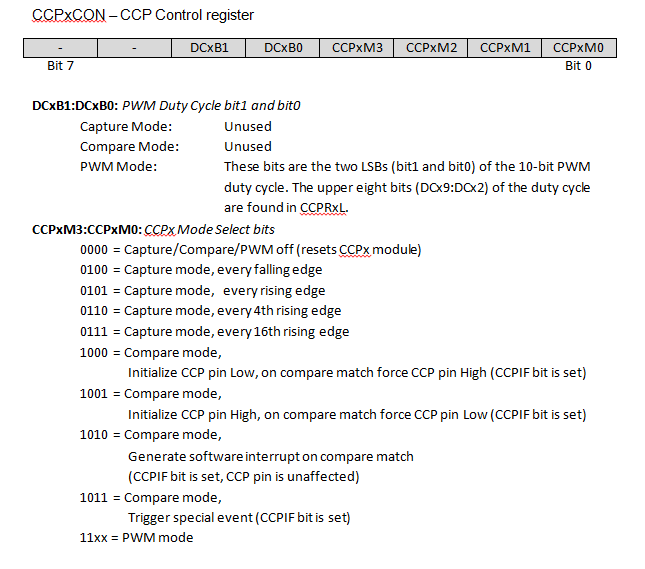 CCPxCON – CCP Control register
- - DCxB1 DCxB0 CCPxM3 CCPxM2 CCPxM1 CCPxM0
Bit 7 Bit 0
DCxB1:DCxB0: PWM Duty Cycle bit1 and bit0
Capture Mode: Unused
Compare Mode: Unused
PWM Mode: These bits are the two LSBs (bit1 and bit0) of the 10-bit PWM
duty cycle. The upper eight bits (DCx9:DCx2) of the duty cycle
are found in CCPRxL.
CCPxM3:CCPxM0: CCPx Mode Select bits
0000 = Capture/Compare/PWM off (resets CCPx module)
0100 = Capture mode, every falling edge
0101 = Capture mode, every rising edge
0110 = Capture mode, every 4th rising edge
0111 = Capture mode, every 16th rising edge
1000 = Compare mode,
Initialize CCP pin Low, on compare match force CCP pin High (CCPIF bit is set)
1001 = Compare mode,
Initialize CCP pin High, on compare match force CCP pin Low (CCPIF bit is set)
1010 = Compare mode,
Generate software interrupt on compare match
(CCPIF bit is set, CCP pin is unaffected)
1011 = Compare mode,
Trigger special event (CCPIF bit is set)
11xx = PWM mode